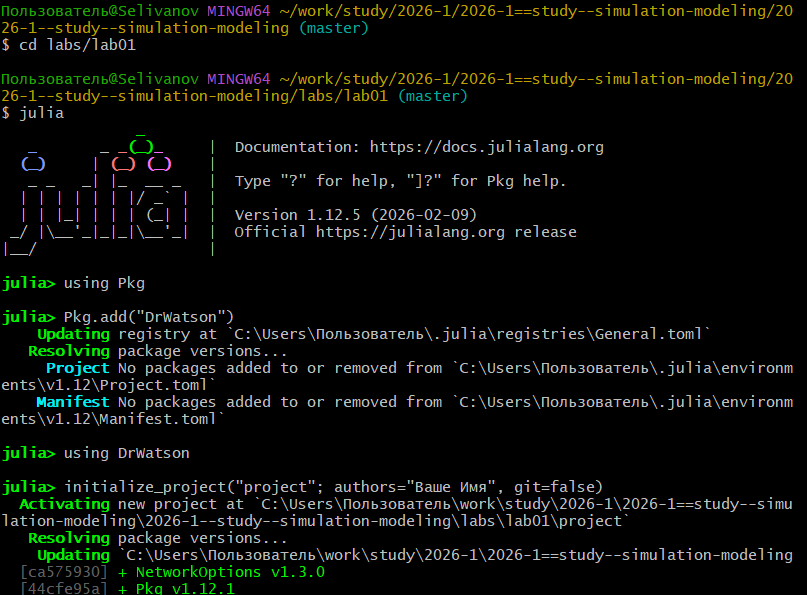 Пользователь@Selivanov MINGW64 ~/work/study/2026-1/2026-1==study--simulation-modeling/20
26-1--study--simulation-modeling (master)
$ cd labs/lab01
Пользователь@Selivanov MINGW64 ~/work/study/2026-1/2026-1==study--simulation-modeling/20
26-1--study--simulation-modeling/labs/lab01 (master)
$ julia
               _
   _       _ _(_)_     |  Documentation: https://docs.julialang.org
  (_)     | (_) (_)    |
   _ _   _| |_  __ _   |  Type "?" for help, "]?" for Pkg help.
  | | | | | | |/ _` |  |
  | | |_| | | | (_| |  |  Version 1.12.5 (2026-02-09)
 _/ |\__'_|_|_|\__'_|  |  Official https://julialang.org release
|__/                   |
julia> using Pkg
julia> Pkg.add("DrWatson")
    Updating registry at `C:\Users\Пользователь\.julia\registries\General.toml`
   Resolving package versions...
     Project No packages added to or removed from `C:\Users\Пользователь\.julia\environm
ents\v1.12\Project.toml`
    Manifest No packages added to or removed from `C:\Users\Пользователь\.julia\environm
ents\v1.12\Manifest.toml`
julia> using DrWatson
julia> initialize_project("project"; authors="Ваше Имя", git=false)
  Activating new project at `C:\Users\Пользователь\work\study\2026-1\2026-1==study--simu
lation-modeling\2026-1--study--simulation-modeling\labs\lab01\project`
   Resolving package versions...
    Updating `C:\Users\Пользователь\work\study\2026-1\2026-1==study--simulation-modeling
  [ca575930] + NetworkOptions v1.3.0
  [44cfe95a] + Pkg v1.12.1